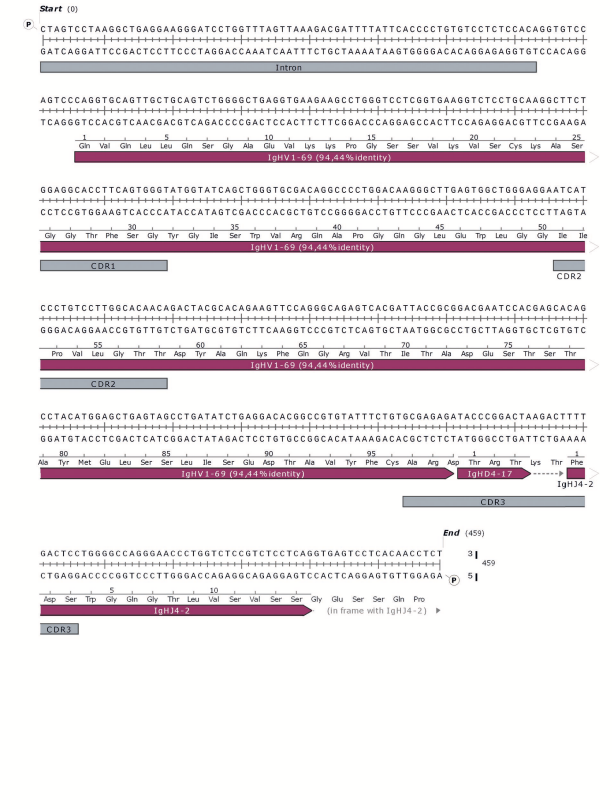 Start (0)
P
CTAGTCCTAAGGCTGAGGAAGGGATCCTGGTTTAGTTAAAGACGATTTTATTCACCCCTGTGTCCTCTCCACAGGTGTCC
GATCAGGATTCCGACTCCTTCCCTAGGACCAAATCAATTTCTGCTAAAATAAGTGGGGACACAGGAGAGGTGTCCACAGG
Intron
AGTCCCAGGTGCAGTTGCTGCAGTCTGGGGCTGAGGTGAAGAAGCCTGGGTCCTCGGTGAAGGTCTCCTGCAAGGCTTCT
TCAGGGTCCACGTCAACGACGTCAGACCCCGACTCCACTTCTTCGGACCCAGGAGCCACTTCCAGAGGACGTTCCGAAGA
1 5 10 15 20 25
Gln Val Gln Leu Leu Gln Ser Gly Ala Glu Val Lys Lys Pro Gly Ser Ser Val Lys Val Ser Cys Lys Ala Ser
IgHV1-69 (94,44%identity)
GGAGGCACCTTCAGTGGGTATGGTATCAGCTGGGTGCGACAGGCCCCTGGACAAGGGCTTGAGTGGCTGGGAGGAATCAT
CCTCCGTGGAAGTCACCCATACCATAGTCGACCCACGCTGTCCGGGGACCTGTTCCCGAACTCACCGACCCTCCTTAGTA
30 35 40 45 50
Gly Gly Thr Phe Ser Gly Tyr Gly Ile Ser Trp Val Arg Gln Ala Pro Gly Gln Gly Leu Glu Trp Leu Gly Gly Ile Ile
IgHV1-69 (94,44%identity)
CDR1 CDR2
CCCTGTCCTTGGCACAACAGACTACGCACAGAAGTTCCAGGGCAGAGTCACGATTACCGCGGACGAATCCACGAGCACAG
GGGACAGGAACCGTGTTGTCTGATGCGTGTCTTCAAGGTCCCGTCTCAGTGCTAATGGCGCCTGCTTAGGTGCTCGTGTC
55 60 65 70 75
Pro Val Leu Gly Thr Thr Asp Tyr Ala Gln Lys Phe Gln Gly Arg Val Thr Ile Thr Ala Asp Glu Ser Thr Ser Thr
IgHV1-69 (94,44%identity)
CDR2
CCTACATGGAGCTGAGTAGCCTGATATCTGAGGACACGGCCGTGTATTTCTGTGCGAGAGATACCCGGACTAAGACTTTT
GGATGTACCTCGACTCATCGGACTATAGACTCCTGTGCCGGCACATAAAGACACGCTCTCTATGGGCCTGATTCTGAAAA
80 85 90 95 1
Ala Tyr Met Glu Leu Ser Ser Leu Ile Ser Glu Asp Thr Ala Val Tyr Phe Cys Ala Arg Asp Thr Arg Thr Lys Thr Phe
IgHV1-69 (94,44%identity) IgHD4-17 IgHJ4-2
CDR3
End (459)
GACTCCTGGGGCCAGGGAACCCTGGTCTCCGTCTCCTCAGGTGAGTCCTCACAACCTCT 3
CTGAGGACCCCGGTCCCTTGGGACCAGAGGCAGAGGAGTCCACTCAGGAGTGTTGGAGA P 5 459
5 10
Asp Ser Trp Gly Gln Gly Thr Leu Val Ser Val Ser Ser Gly Glu Ser Ser Gln Pro
IgHJ4-2 (in frame with IgHJ4-2)
CDR3